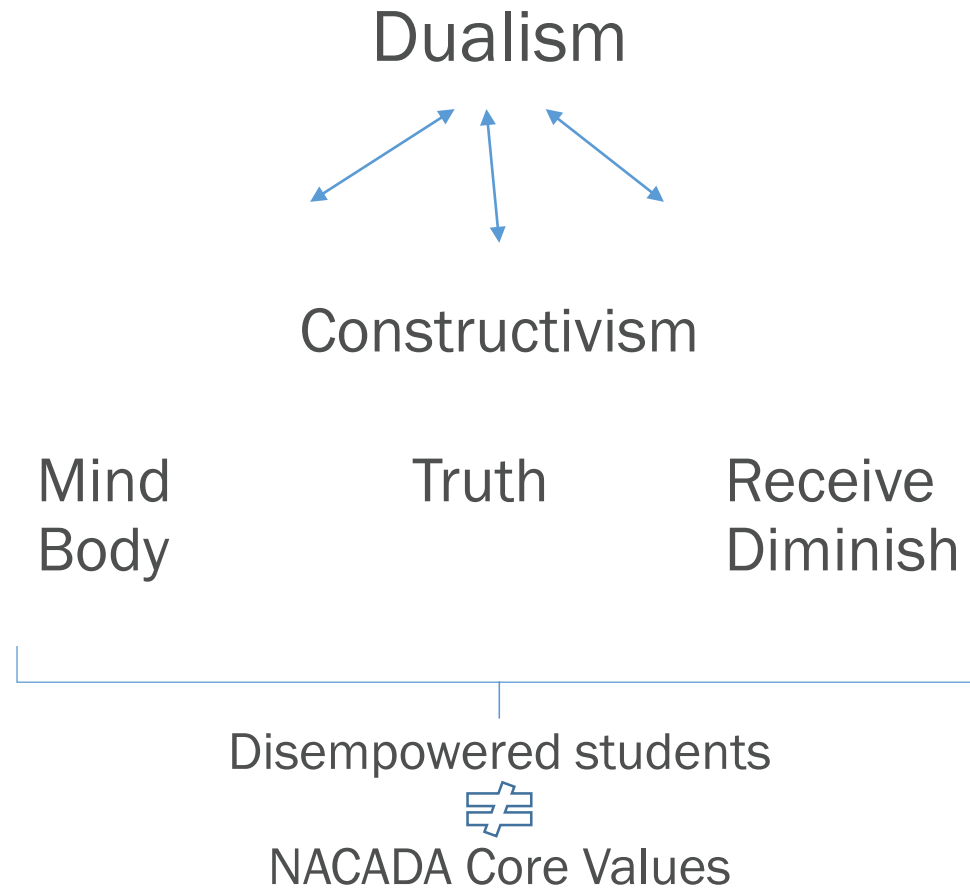 Dualism
Constructivism
Mind
Body
Truth
Receive
Diminish
Disempowered students
≠
NACADA Core Values